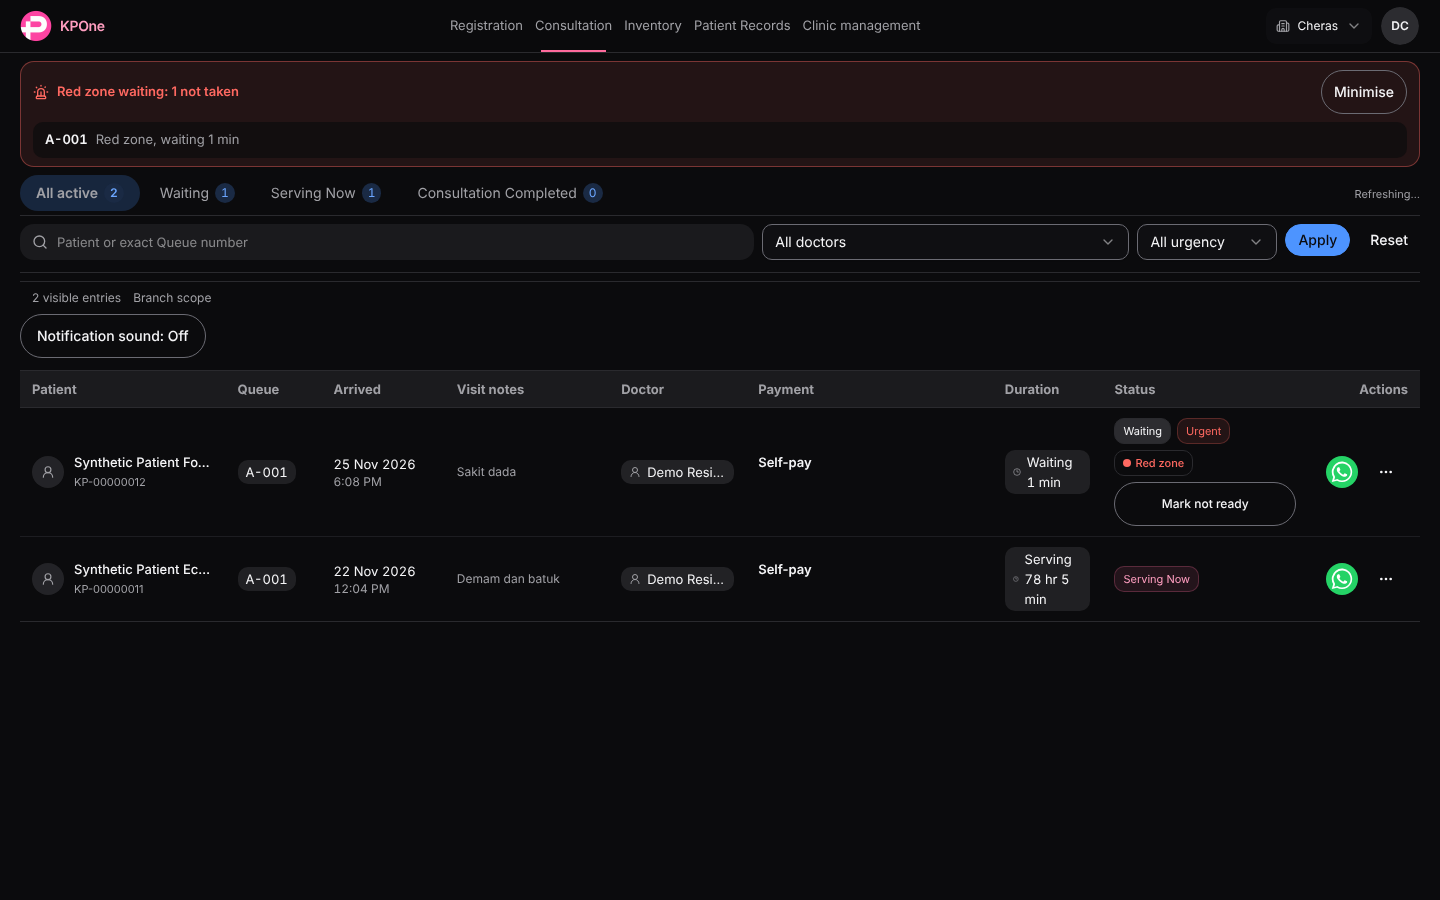 KPOne
Registration Consultation Inventory Patient Records Clinic management
Cheras
DC
Red zone waiting: 1 not taken
Minimise
A-001 Red zone, waiting 1 min
All active 2 Waiting 1 Serving Now 1 Consultation Completed 0
Refreshing...
Patient or exact Queue number
All doctors
All urgency
Apply
Reset
2 visible entries Branch scope
Notification sound: Off
Patient Queue Arrived Visit notes Doctor Payment Duration Status Actions
Synthetic Patient Fo...
KP-00000012
A-001
25 Nov 2026
6:08 PM
Sakit dada
Demo Resi...
Self-pay
Waiting
1 min
Waiting Urgent
Red zone
Mark not ready
Synthetic Patient Ec...
KP-00000011
A-001
22 Nov 2026
12:04 PM
Demam dan batuk
Demo Resi...
Self-pay
Serving
78 hr 5
min
Serving Now